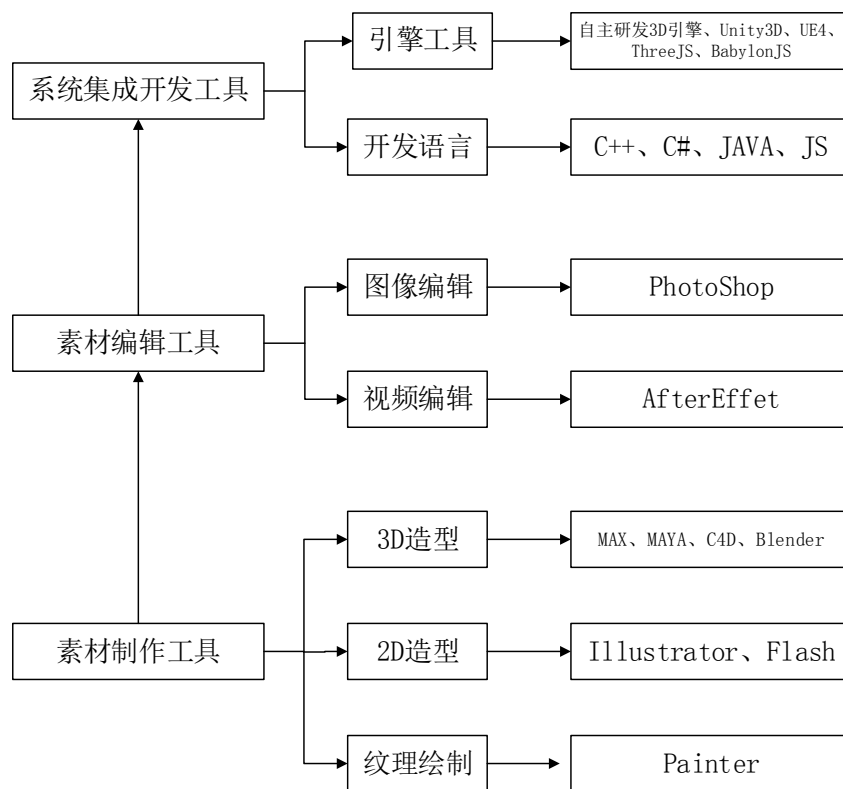 引擎工具
自主研发3D引擎、Unity3D、UE4、
ThreeJS、BabylonJS
系统集成开发工具
开发语言
C++、C#、JAVA、JS
图像编辑
PhotoShop
素材编辑工具
视频编辑
AfterEffet
3D造型
MAX、MAYA、C4D、Blender
素材制作工具
2D造型
Illustrator、Flash
纹理绘制
Painter